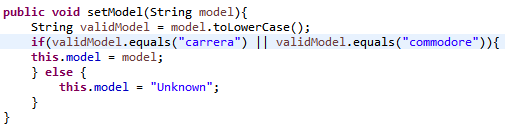 public void setModel(String model){
    String validModel = model.toLowerCase();
    if(validModel.equals("carrera") || validModel.equals("commodore")){
    this.model = model;
    } else {
        this.model = "Unknown";
    }
}